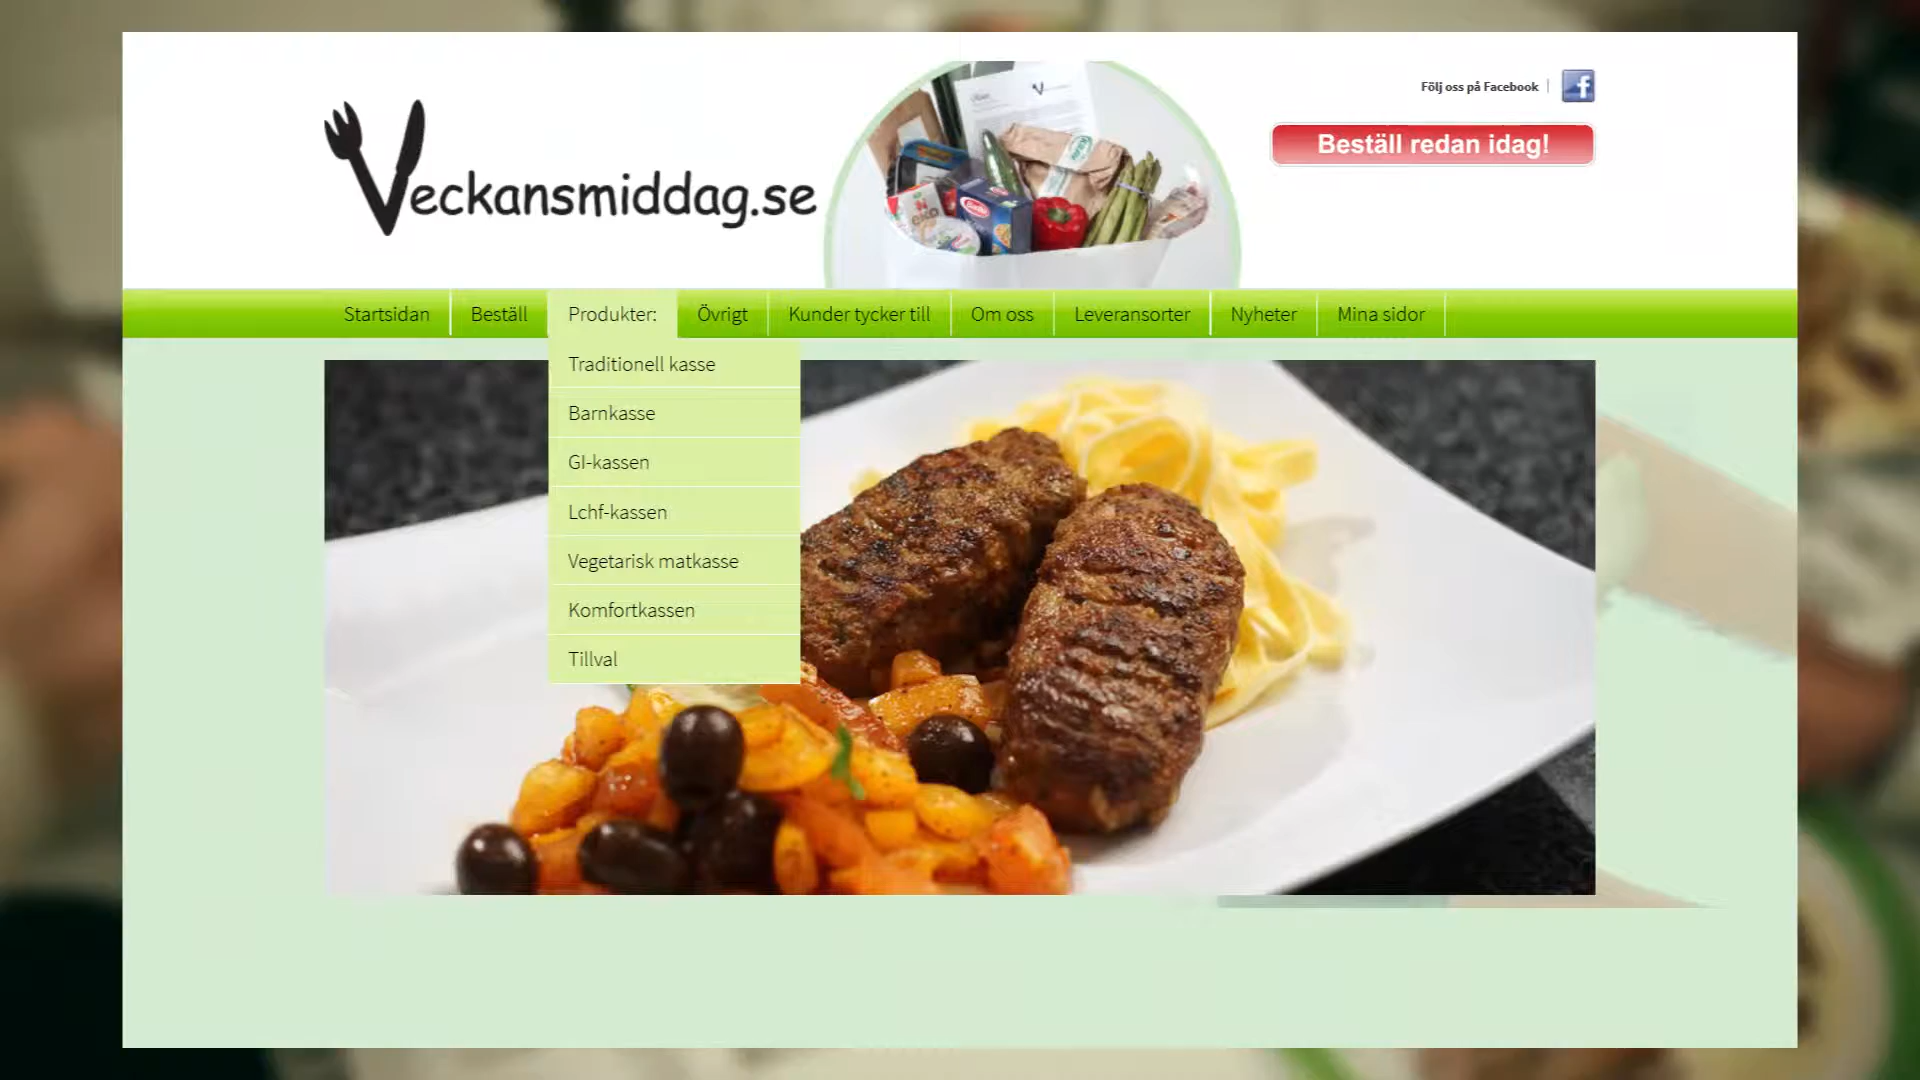 Följ oss på Facebook
Beställ redan idag!
Veckansmiddag.se
Startsidan
Beställ
Produkter:
Övrigt
Kunder tycker till
Om oss
Leveransorter
Nyheter
Mina sidor
Traditionell kasse
Barnkasse
GI-kassen
Lchf-kassen
Vegetarisk matkasse
Komfortkassen
Tillval